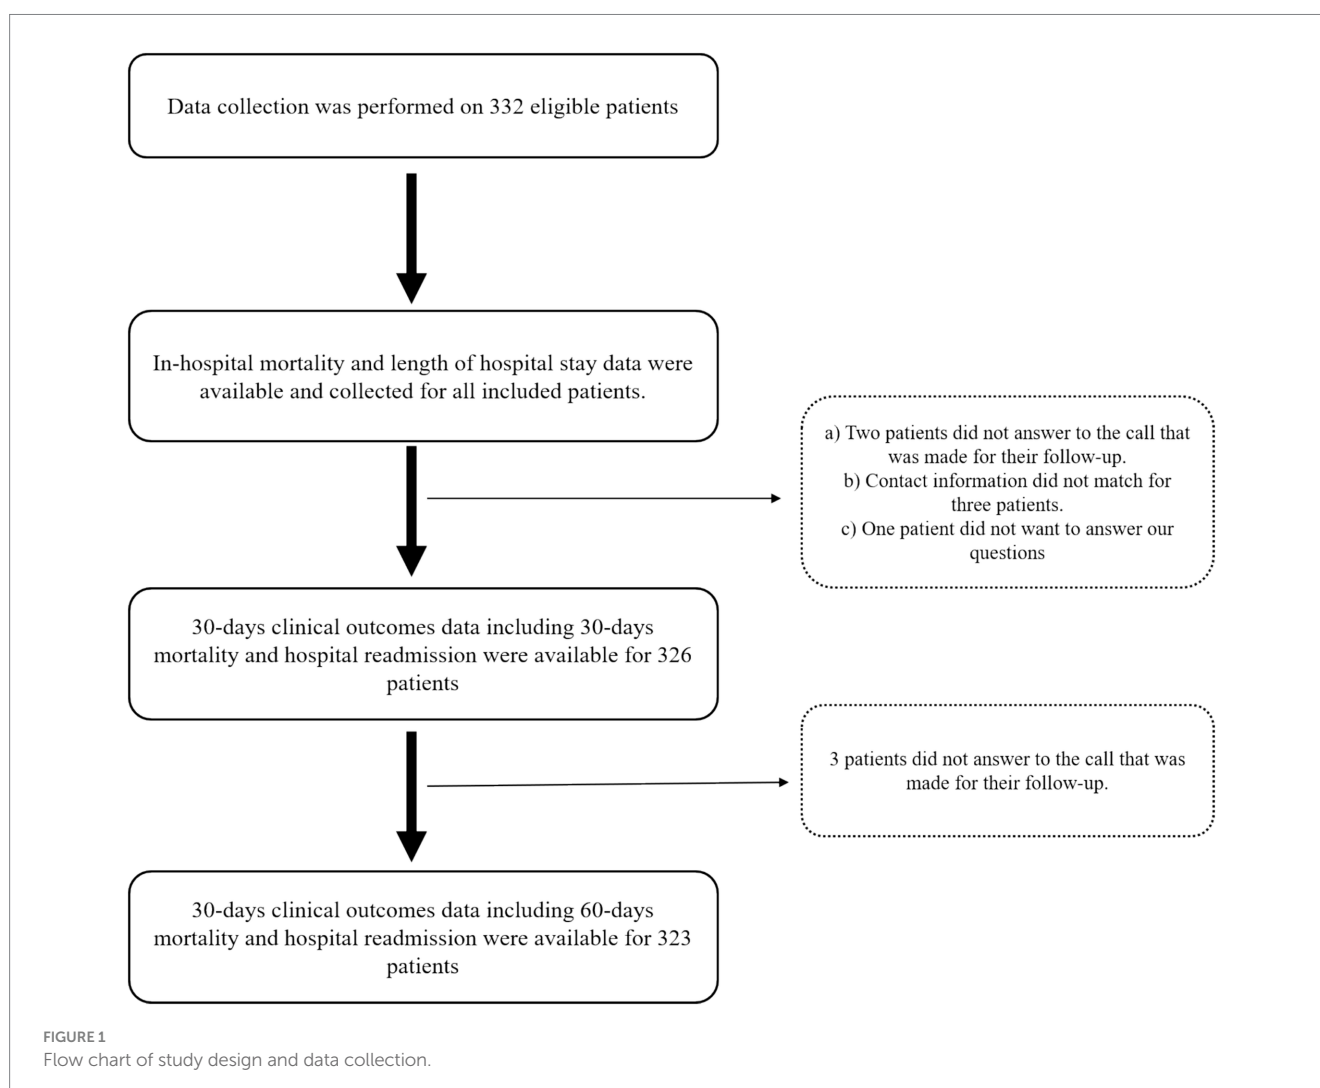 Data collection was performed on 332 eligible patients
In-hospital mortality and length of hospital stay data were
available and collected for all included patients.
a) Two patients did not answer to the call that
was made for their follow-up.
b) Contact information did not match for
three patients.
c) One patient did not want to answer our
questions
30-days clinical outcomes data including 30-days
mortality and hospital readmission were available for 326
patients
3 patients did not answer to the call that was
made for their follow-up.
30-days clinical outcomes data including 60-days
mortality and hospital readmission were available for 323
patients
FIGURE 1
Flow chart of study design and data collection.